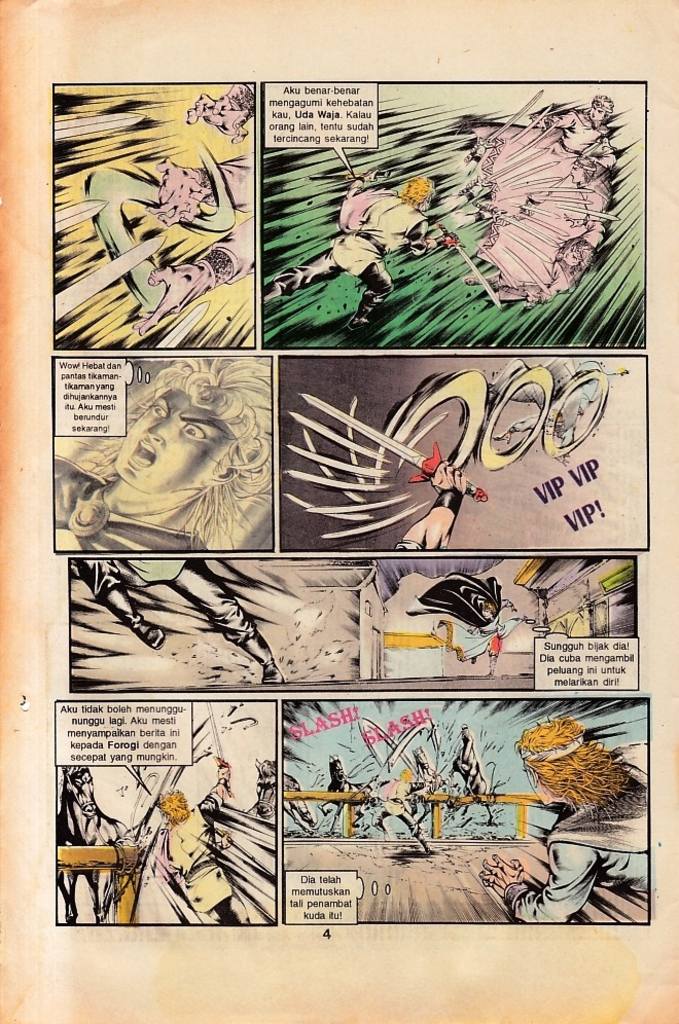 Aku benar-benar
mengagumi kehebatan
kau, Uda Waja. Kalau
orang lain, tentu sudah
tercincang sekarang!
Wow! Hebat dan
pantas tikaman-
tikaman yang
dihujankannya
itu. Aku mesti
berundur
sekarang!
VIP VIP
VIP!
Sungguh bijak dia!
Dia cuba mengambil
peluang ini untuk
melarikan diri!
Aku tidak boleh menunggu-
nunggu lagi. Aku mesti
menyampaikan berita ini
kepada Forogi dengan
secepat yang mungkin.
SLASH!
SLASH!
Dia telah
memutuskan
tali penambat
kuda itu!
4